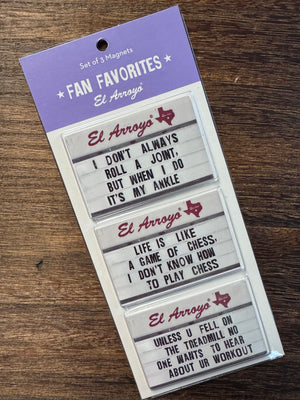 Set of 3 Magnets
★ FAN FAVORITES ★
El Arroyo
El Arroyo
I DON'T ALWAYS
ROLL A JOINT,
BUT WHEN I DO
IT'S MY ANKLE
El Arroyo
LIFE IS LIKE
A GAME OF CHESS,
I DON'T KNOW HOW
TO PLAY CHESS
El Arroyo
UNLESS U FELL ON
THE TREADMILL NO
ONE WANTS TO HEAR
ABOUT UR WORKOUT